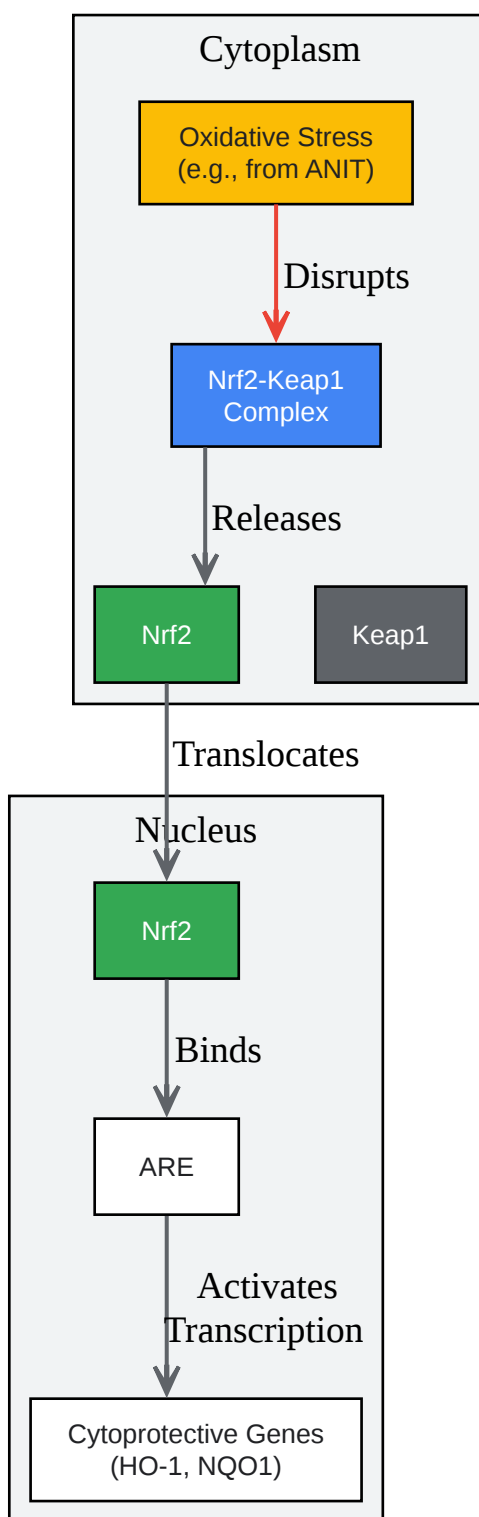 Cytoplasm
Oxidative Stress
(e.g., from ANIT)
Disrupts
Nrf2-Keap1
Complex
Releases
Nrf2
Keap1
Translocates
Nucleus
Nrf2
Binds
ARE
Activates
Transcription
Cytoprotective Genes
(HO-1, NQO1)